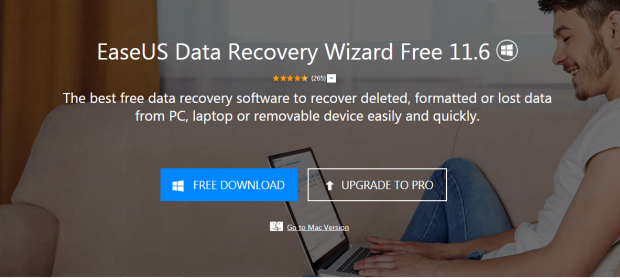 EaseUS Data Recovery Wizard Free 11.6
(265) +
The best free data recovery software to recover deleted, formatted or lost data
from PC, laptop or removable device easily and quickly.
FREE DOWNLOAD
UPGRADE TO PRO
Go to Mac Version